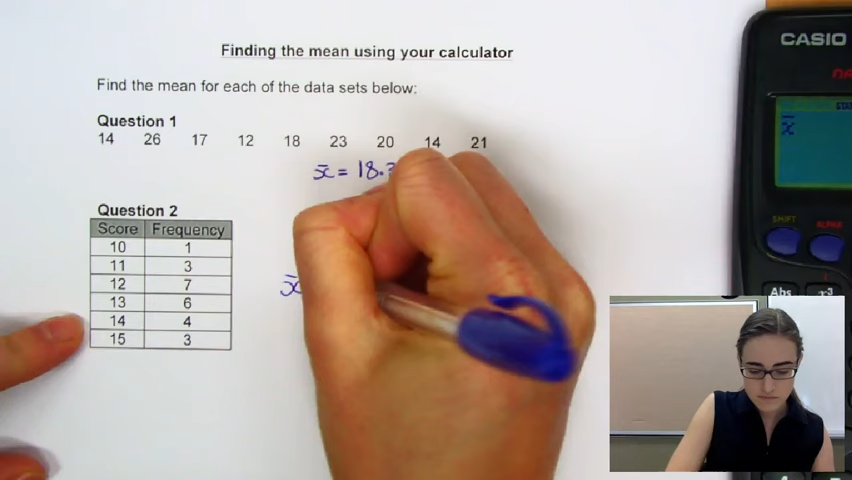 Finding the mean using your calculator
Find the mean for each of the data sets below:
Question 1
14 26 17 12 18 23 20 14 21
x̄ = 18.
Question 2
Score Frequency
10 1
11 3
12 7
13 6
14 4
15 3
x̄
CASIO
x̄
SHIFT
ALPHA
Abs
x³